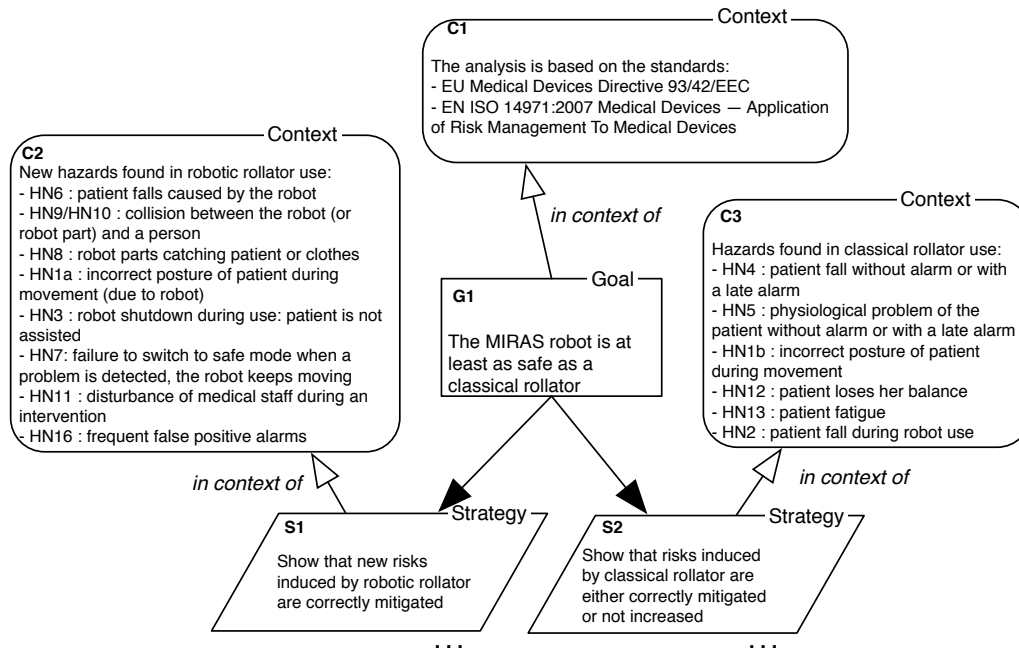 Context
C1
The analysis is based on the standards:
- EU Medical Devices Directive 93/42/EEC
- EN ISO 14971:2007 Medical Devices — Application
of Risk Management To Medical Devices
Context
C2
New hazards found in robotic rollator use:
- HN6 : patient falls caused by the robot
- HN9/HN10 : collision between the robot (or
robot part) and a person
- HN8 : robot parts catching patient or clothes
- HN1a : incorrect posture of patient during
movement (due to robot)
- HN3 : robot shutdown during use: patient is not
assisted
- HN7: failure to switch to safe mode when a
problem is detected, the robot keeps moving
- HN11 : disturbance of medical staff during an
intervention
- HN16 : frequent false positive alarms
in context of
Context
C3
Hazards found in classical rollator use:
- HN4 : patient fall without alarm or with
a late alarm
- HN5 : physiological problem of the
patient without alarm or with a late alarm
- HN1b : incorrect posture of patient
during movement
- HN12 : patient loses her balance
- HN13 : patient fatigue
- HN2 : patient fall during robot use
Goal
G1
The MIRAS robot is at
least as safe as a
classical rollator
in context of
in context of
Strategy
S1
Show that new risks
induced by robotic rollator
are correctly mitigated
...
Strategy
S2
Show that risks induced
by classical rollator are
either correctly mitigated
or not increased
...